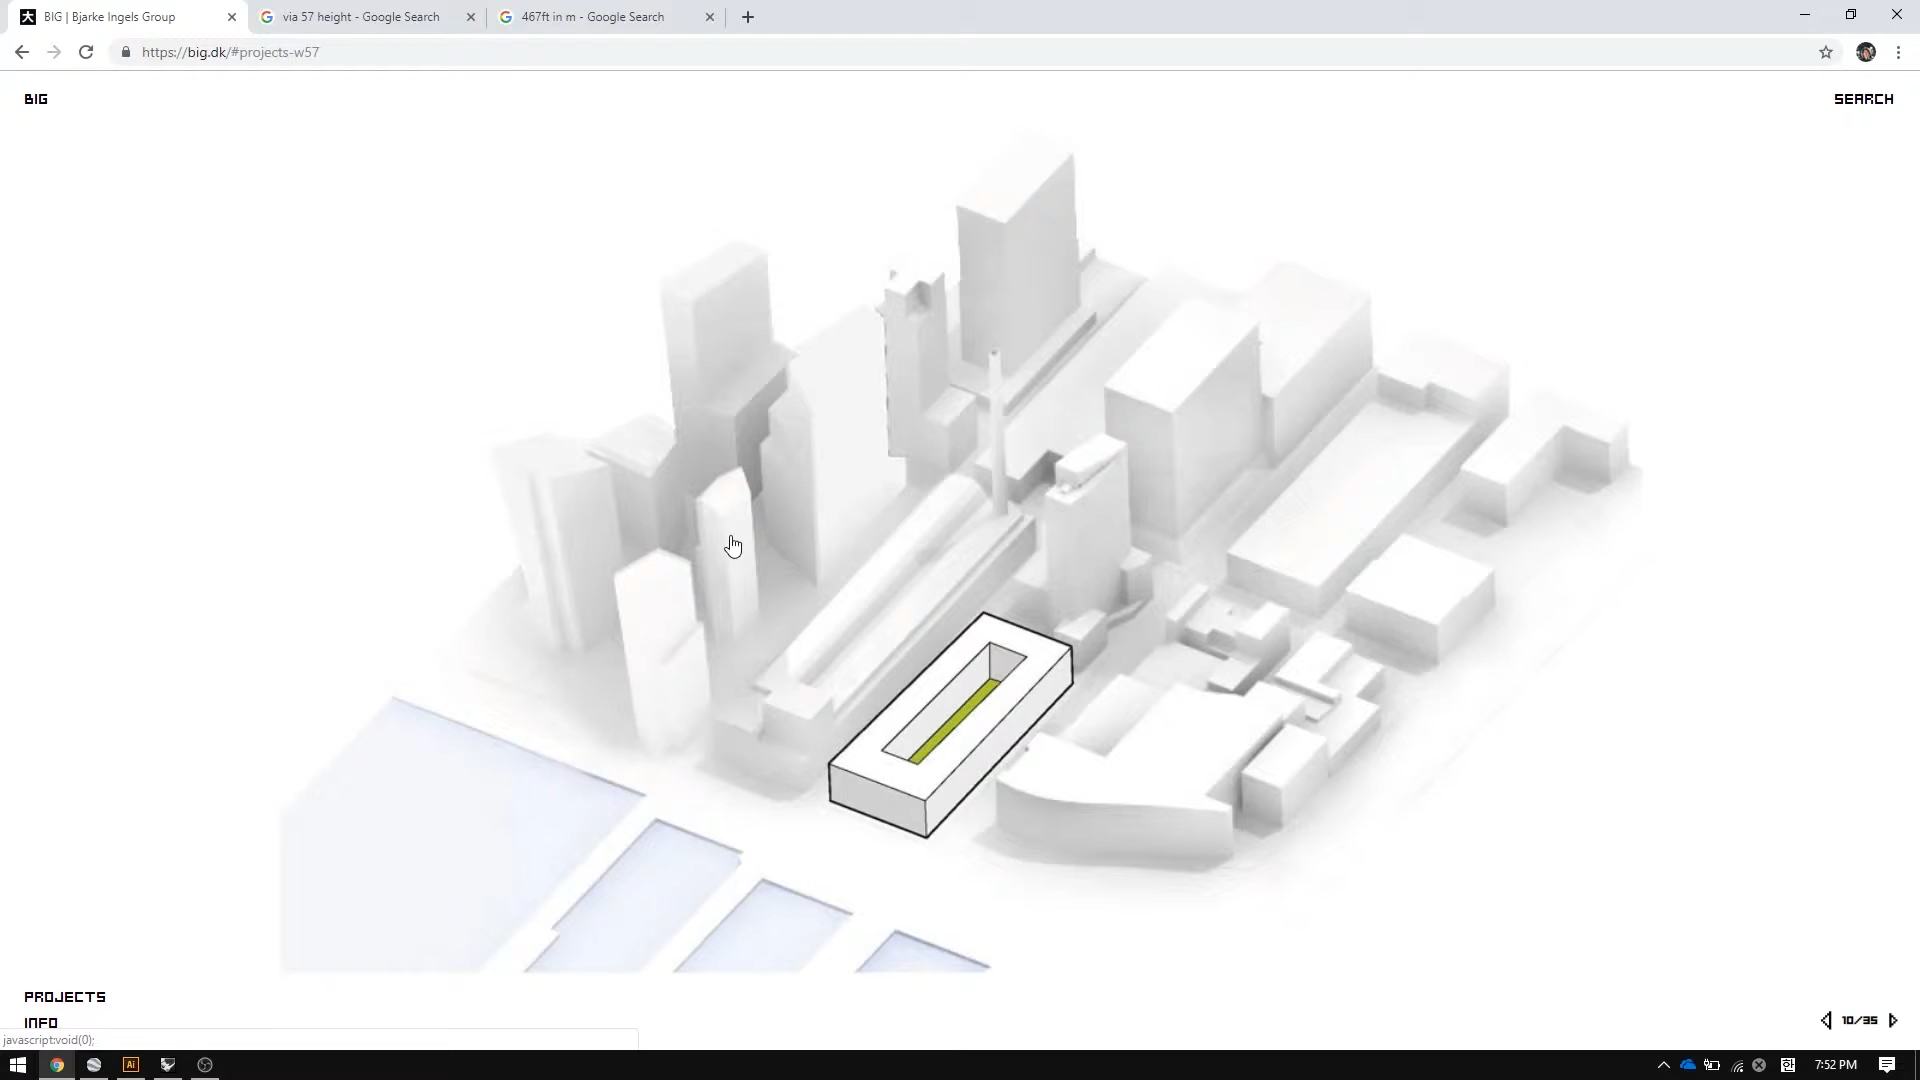 BIG | Bjarke Ingels Group
via 57 height - Google Search
467ft in m - Google Search
https://big.dk/#projects-w57
BIG
SEARCH
PROJECTS
INFO
10/35
javascript:void(0);
Ai
7:52 PM